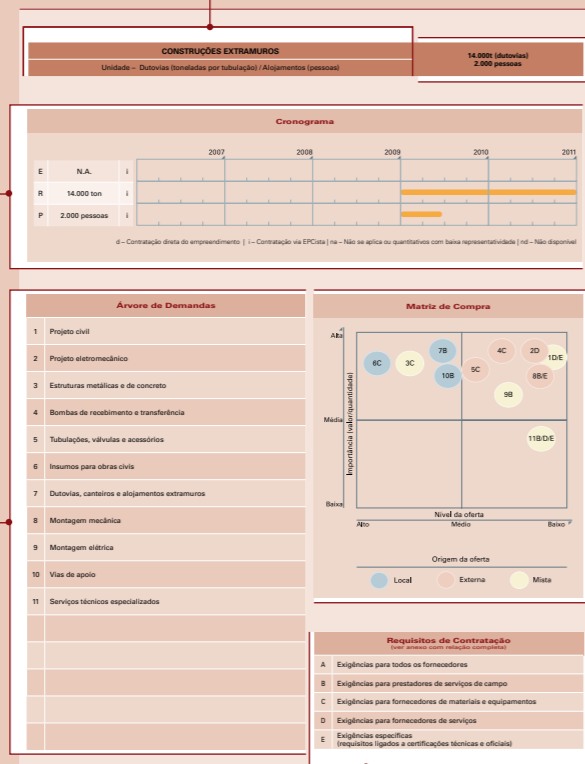 CONSTRUÇÕES EXTRAMUROS
Unidade – Dutovias (toneladas por tubulação) / Alojamentos (pessoas)
14.000t (dutovias)
2.000 pessoas
Cronograma
2007 2008 2009 2010 2011
E N.A. i
R 14.000 ton i
P 2.000 pessoas i
d – Contratação direta do empreendimento | i – Contratação via EPCista | na – Não se aplica ou quantitativos com baixa representatividade | nd – Não disponível
Árvore de Demandas
1 Projeto civil
2 Projeto eletromecânico
3 Estruturas metálicas e de concreto
4 Bombas de recebimento e transferência
5 Tubulações, válvulas e acessórios
6 Insumos para obras civis
7 Dutovias, canteiros e alojamentos extramuros
8 Montagem mecânica
9 Montagem elétrica
10 Vias de apoio
11 Serviços técnicos especializados
Matriz de Compra
Alta
Média
Baixa
Importância (valor/quantidade)
6C 3C 7B 4C 2D 1D/E
10B 5C 8B/E
9B
11B/D/E
Nível da oferta
Alto Médio Baixo
Origem da oferta
Local Externa Mista
Requisitos de Contratação
(ver anexo com relação completa)
A Exigências para todos os fornecedores
B Exigências para prestadores de serviços de campo
C Exigências para fornecedores de materiais e equipamentos
D Exigências para fornecedores de serviços
E Exigências específicas
(requisitos ligados a certificações técnicas e oficiais)